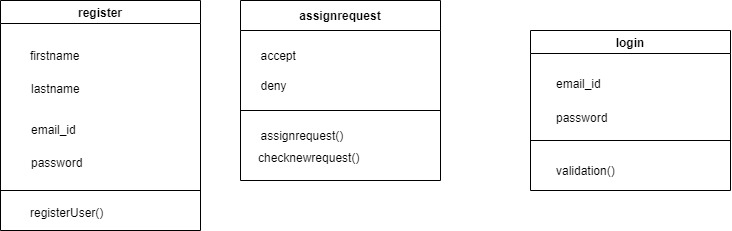 register
firstname
lastname
email_id
password
registerUser()
assignrequest
accept
deny
assignrequest()
checknewrequest()
login
email_id
password
validation()